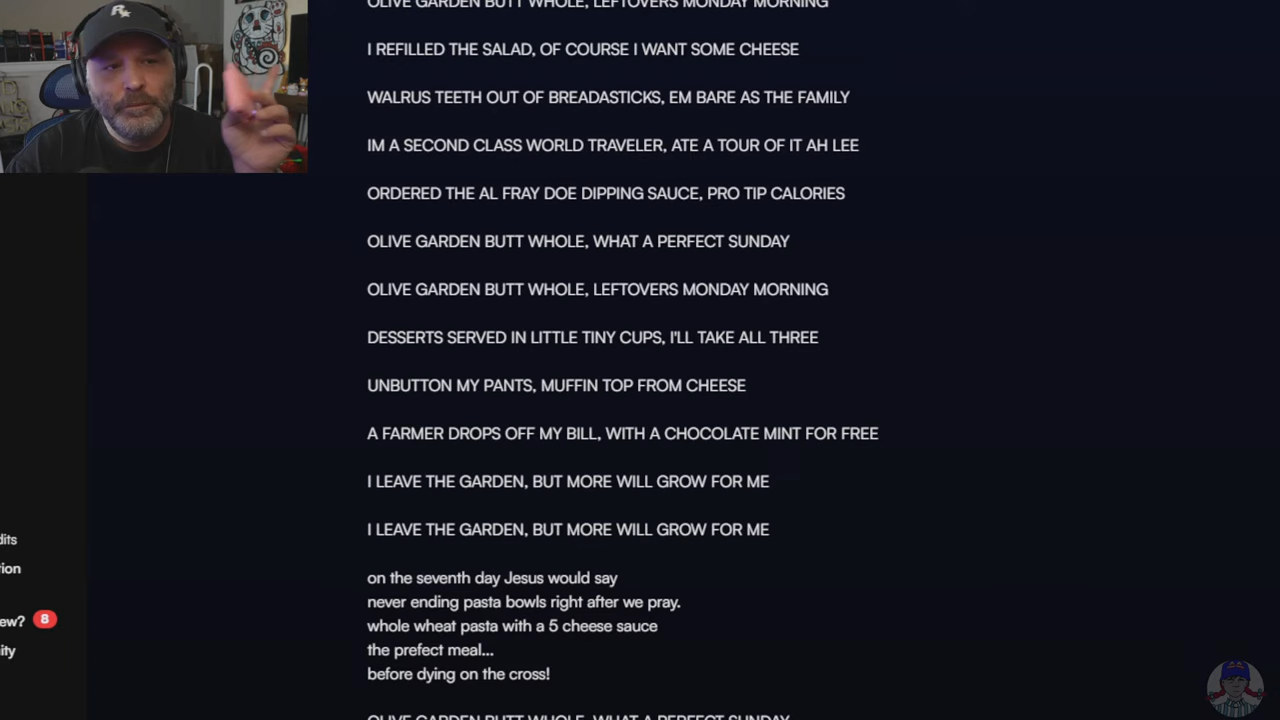 OLIVE GARDEN BUTT WHOLE, LEFTOVERS MONDAY MORNING
I REFILLED THE SALAD, OF COURSE I WANT SOME CHEESE
WALRUS TEETH OUT OF BREADASTICKS, EM BARE AS THE FAMILY
IM A SECOND CLASS WORLD TRAVELER, ATE A TOUR OF IT AH LEE
ORDERED THE AL FRAY DOE DIPPING SAUCE, PRO TIP CALORIES
OLIVE GARDEN BUTT WHOLE, WHAT A PERFECT SUNDAY
OLIVE GARDEN BUTT WHOLE, LEFTOVERS MONDAY MORNING
DESSERTS SERVED IN LITTLE TINY CUPS, I'LL TAKE ALL THREE
UNBUTTON MY PANTS, MUFFIN TOP FROM CHEESE
A FARMER DROPS OFF MY BILL, WITH A CHOCOLATE MINT FOR FREE
I LEAVE THE GARDEN, BUT MORE WILL GROW FOR ME
I LEAVE THE GARDEN, BUT MORE WILL GROW FOR ME
on the seventh day Jesus would say
never ending pasta bowls right after we pray.
whole wheat pasta with a 5 cheese sauce
the prefect meal...
before dying on the cross!
OLIVE GARDEN BUTT WHOLE, WHAT A PERFECT SUNDAY
dits
ion
ew? 8
ity
R